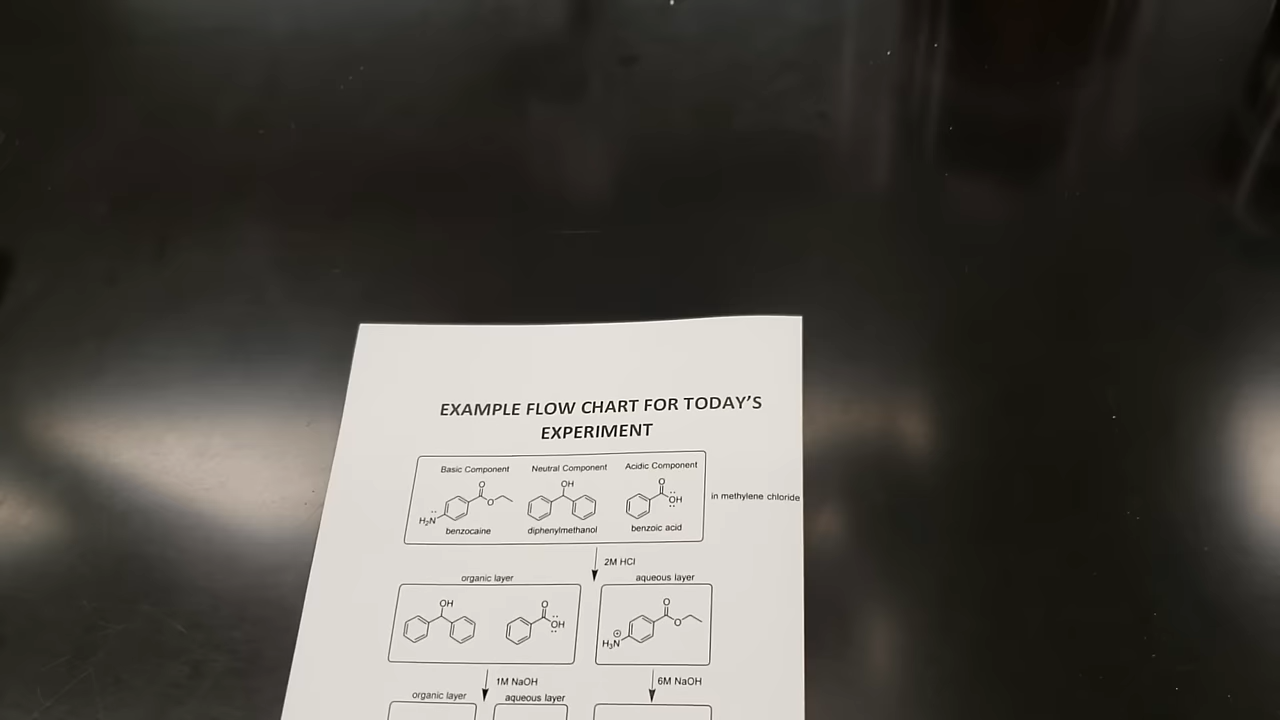 EXAMPLE FLOW CHART FOR TODAY'S
EXPERIMENT
Basic Component Neutral Component Acidic Component
O OH O
O OH
H2N
in methylene chloride
benzocaine diphenylmethanol benzoic acid
2M HCl
organic layer aqueous layer
OH O O
OH O
H3N
1M NaOH 6M NaOH
organic layer aqueous layer